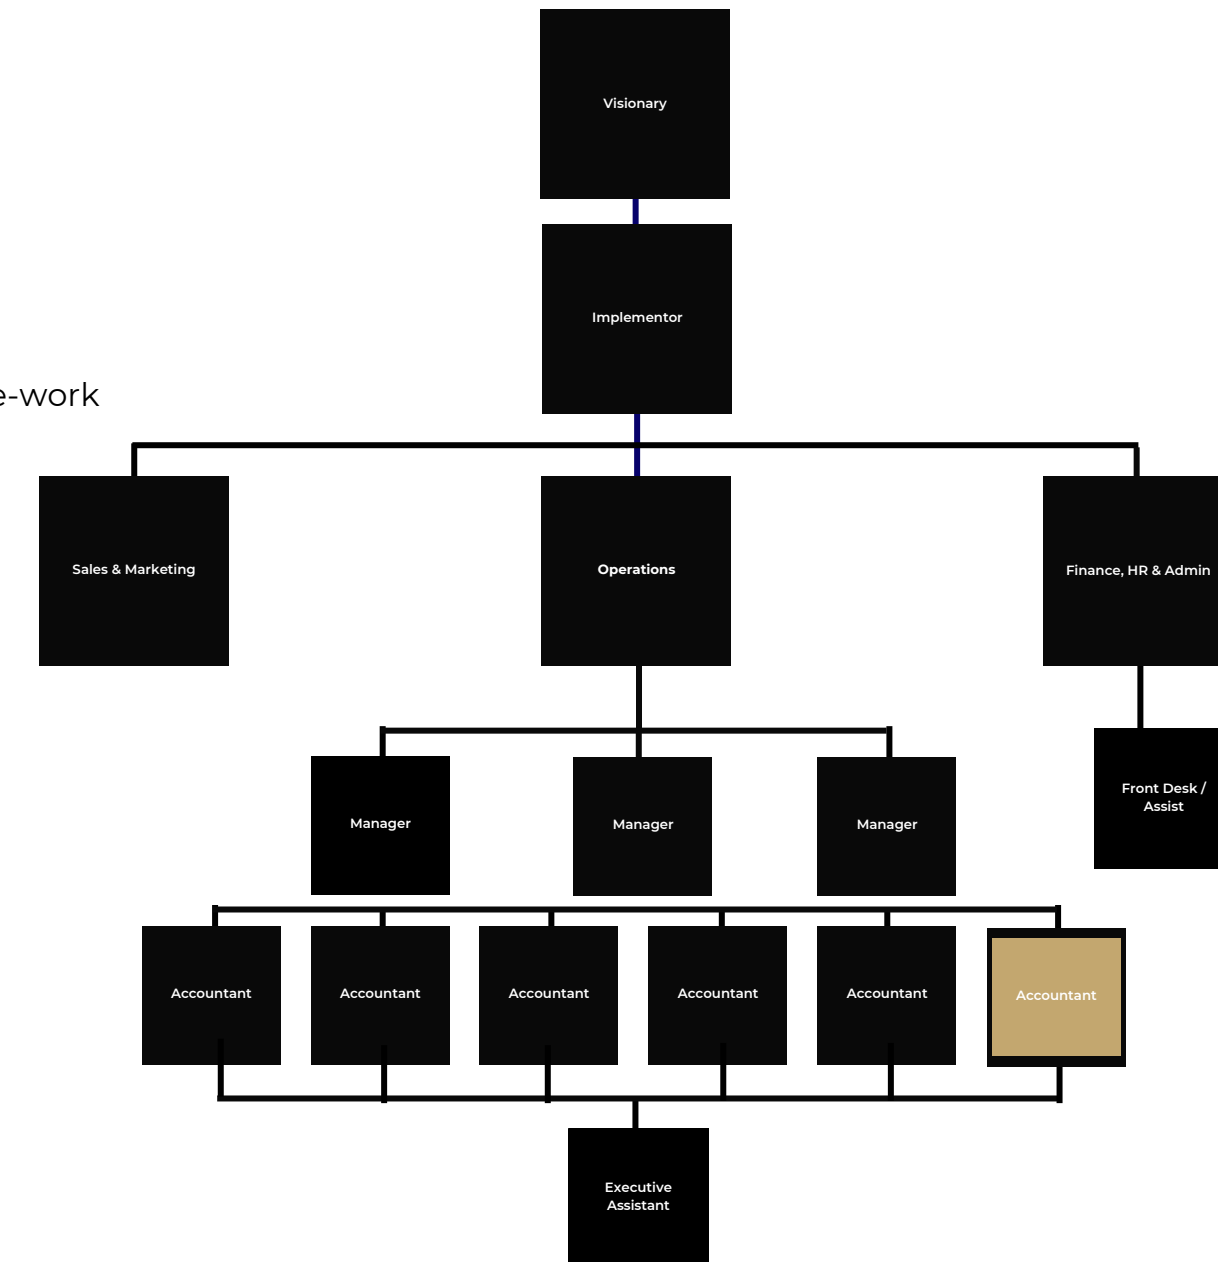 Visionary
Implementor
e-work
Sales & Marketing
Operations
Finance, HR & Admin
Manager
Manager
Manager
Front Desk /
Assist
Accountant
Accountant
Accountant
Accountant
Accountant
Accountant
Executive
Assistant